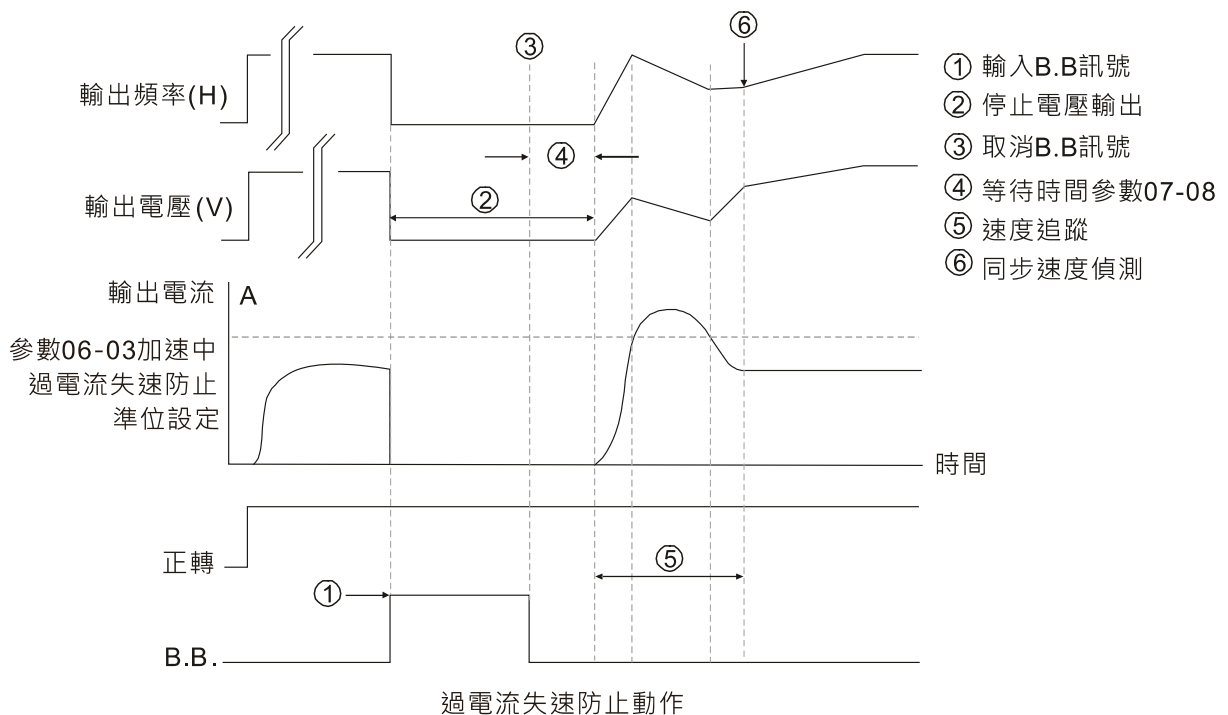 ⑥
③
① 輸入B.B訊號
② 停止電壓輸出
③ 取消B.B訊號
④ 等待時間參數07-08
⑤ 速度追蹤
⑥ 同步速度偵測
輸出頻率(H)
④
輸出電壓(V)
②
輸出電流 A
參數06-03加速中
過電流失速防止
準位設定
時間
正轉
⑤
①
B.B.
過電流失速防止動作